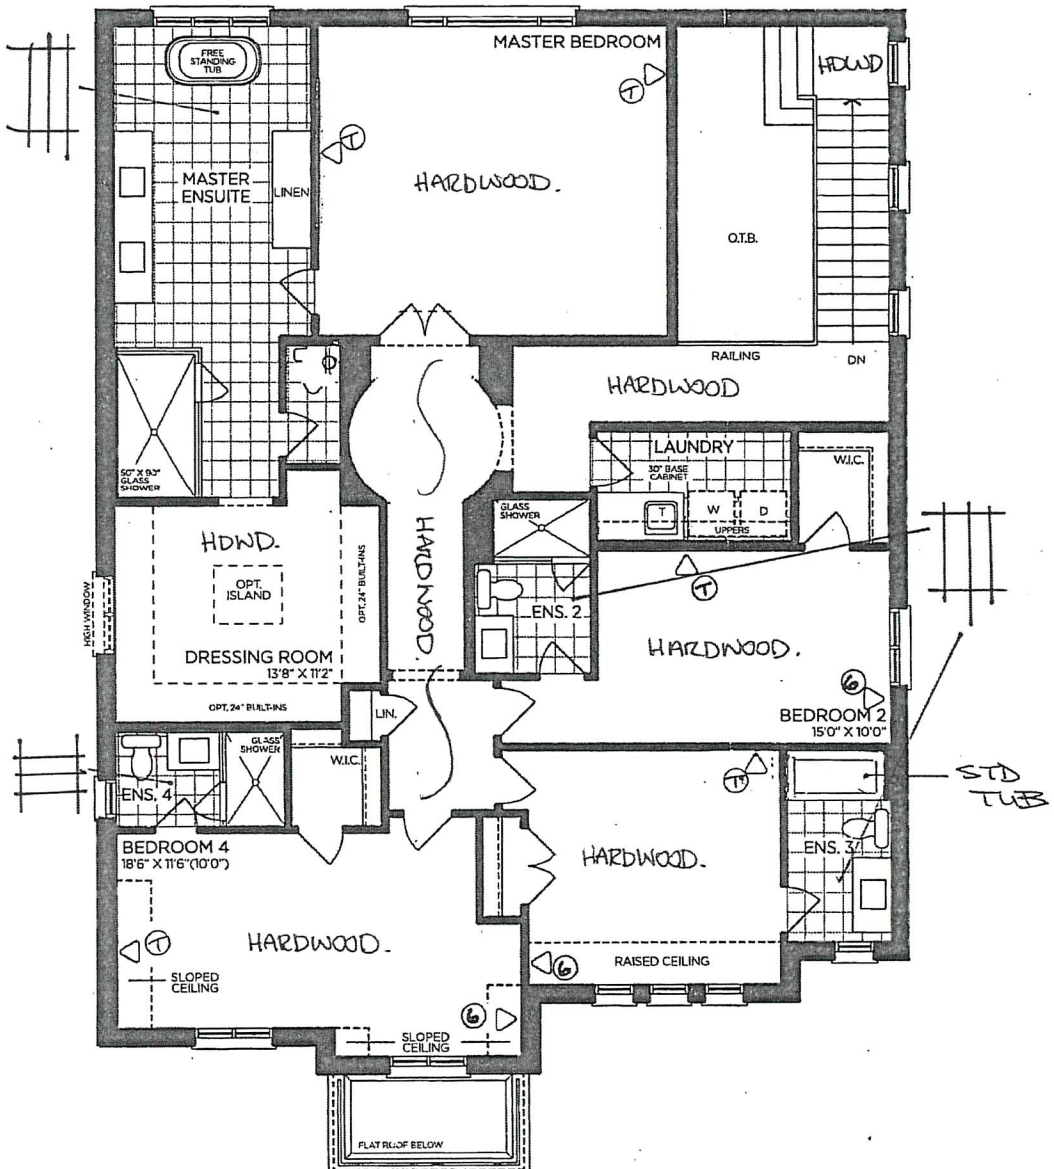 FREE
STANDING
TUB
MASTER BEDROOM
HDWD
T
T
MASTER
ENSUITE
LINEN
HARDWOOD.
O.T.B.
RAILING
DN
HARDWOOD
50" X 90"
GLASS
SHOWER
LAUNDRY
30" BASE
CABINET
W.I.C.
T
W
D
UPPERS
GLASS
SHOWER
HDWD.
OPT.
ISLAND
OPT. 24" BUILT-INS
HIGH WINDOW
DRESSING ROOM
13'8" X 11'2"
OPT. 24" BUILT-INS
HARDWOOD.
ENS. 2
T
HARDWOOD.
6
BEDROOM 2
15'0" X 10'0"
LIN.
GLASS
SHOWER
W.I.C.
ENS. 4
T
STD
TUB
BEDROOM 4
18'6" X 11'6"(10'0")
HARDWOOD.
ENS. 3
HARDWOOD.
T
SLOPED
CEILING
6
RAISED CEILING
6
SLOPED
CEILING
FLAT ROOF BELOW